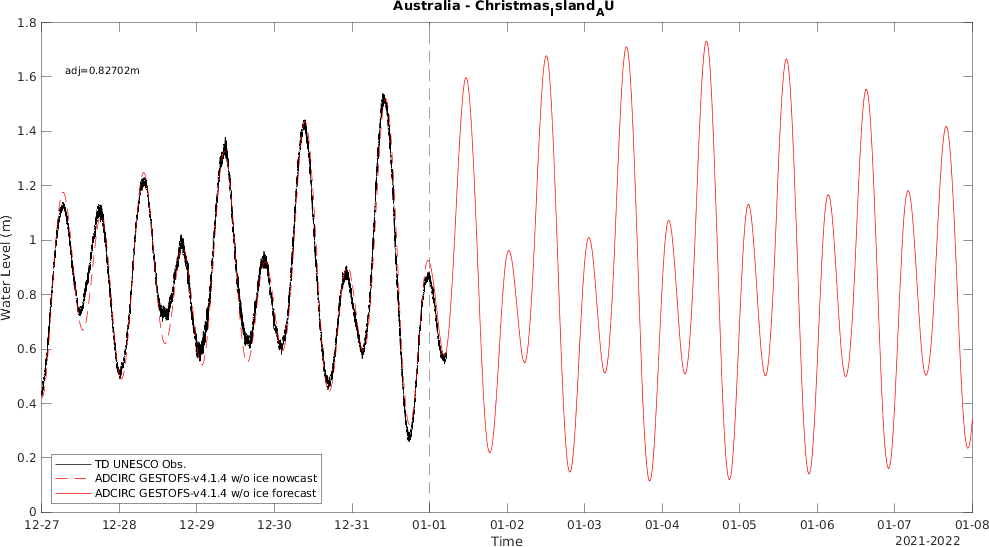 Australia - Christmas_Island_AU
1.8
adj=0.82702m
1.6
1.4
1.2
1
0.8
0.6
0.4
0.2
0
Water Level (m)
TD UNESCO Obs.
ADCIRC GESTOFS-v4.1.4 w/o ice nowcast
ADCIRC GESTOFS-v4.1.4 w/o ice forecast
12-27 12-28 12-29 12-30 12-31 01-01 01-02 01-03 01-04 01-05 01-06 01-07 01-08
Time
2021-2022